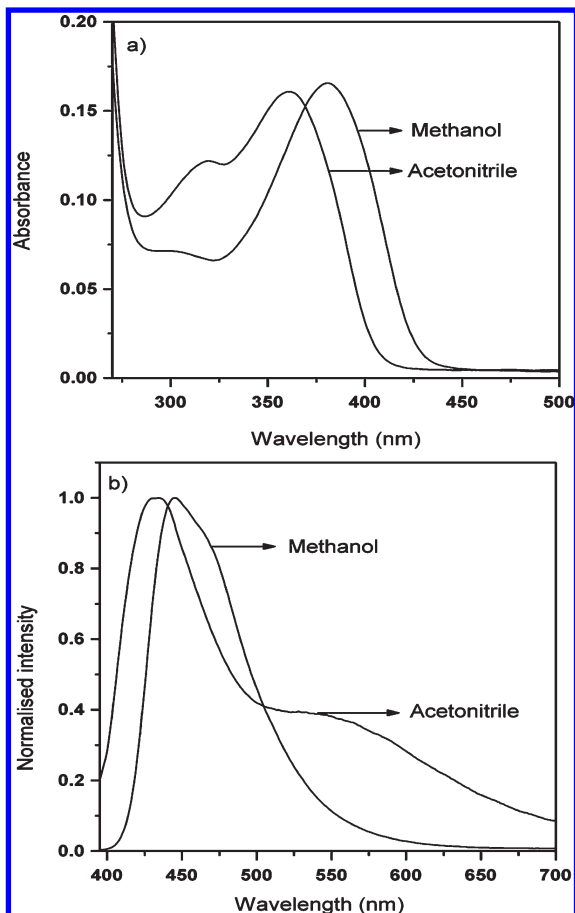 a)
0.20
0.15
0.10
0.05
0.00
Absorbance
Methanol
Acetonitrile
300 350 400 450 500
Wavelength (nm)
b)
1.0
0.8
0.6
0.4
0.2
0.0
Normalised intensity
Methanol
Acetonitrile
400 450 500 550 600 650 700
Wavelength (nm)